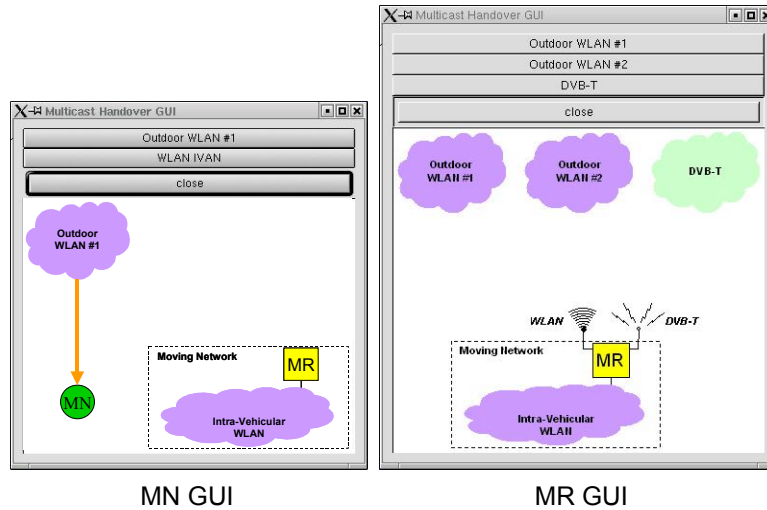 Multicast Handover GUI
Outdoor WLAN #1
WLAN IVAN
close
Outdoor
WLAN #1
MN
Moving Network
MR
Intra-Vehicular
WLAN
MN GUI
Multicast Handover GUI
Outdoor WLAN #1
Outdoor WLAN #2
DVB-T
close
Outdoor
WLAN #1
Outdoor
WLAN #2
DVB-T
WLAN
DVB-T
Moving Network
MR
Intra-Vehicular
WLAN
MR GUI